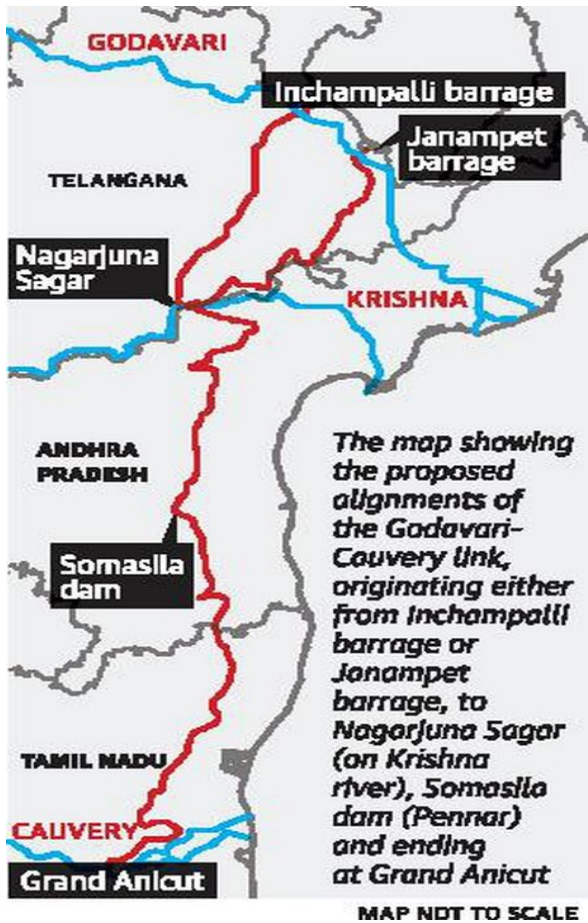 GODAVARI
Inchampalli barrage
Janampet
barrage
TELANGANA
Nagarjuna
Sagar
KRISHNA
ANDHRA
PRADESH
The map showing
the proposed
alignments of
the Godavari-
Cauvery link,
originating either
from Inchampalli
barrage or
Janampet
barrage, to
Nagarjuna Sagar
(on Krishna
river), Somasila
dam (Pennar)
and ending
at Grand Anicut
Somasila
dam
TAMIL NADU
CAUVERY
Grand Anicut
MAP NOT TO SCALE